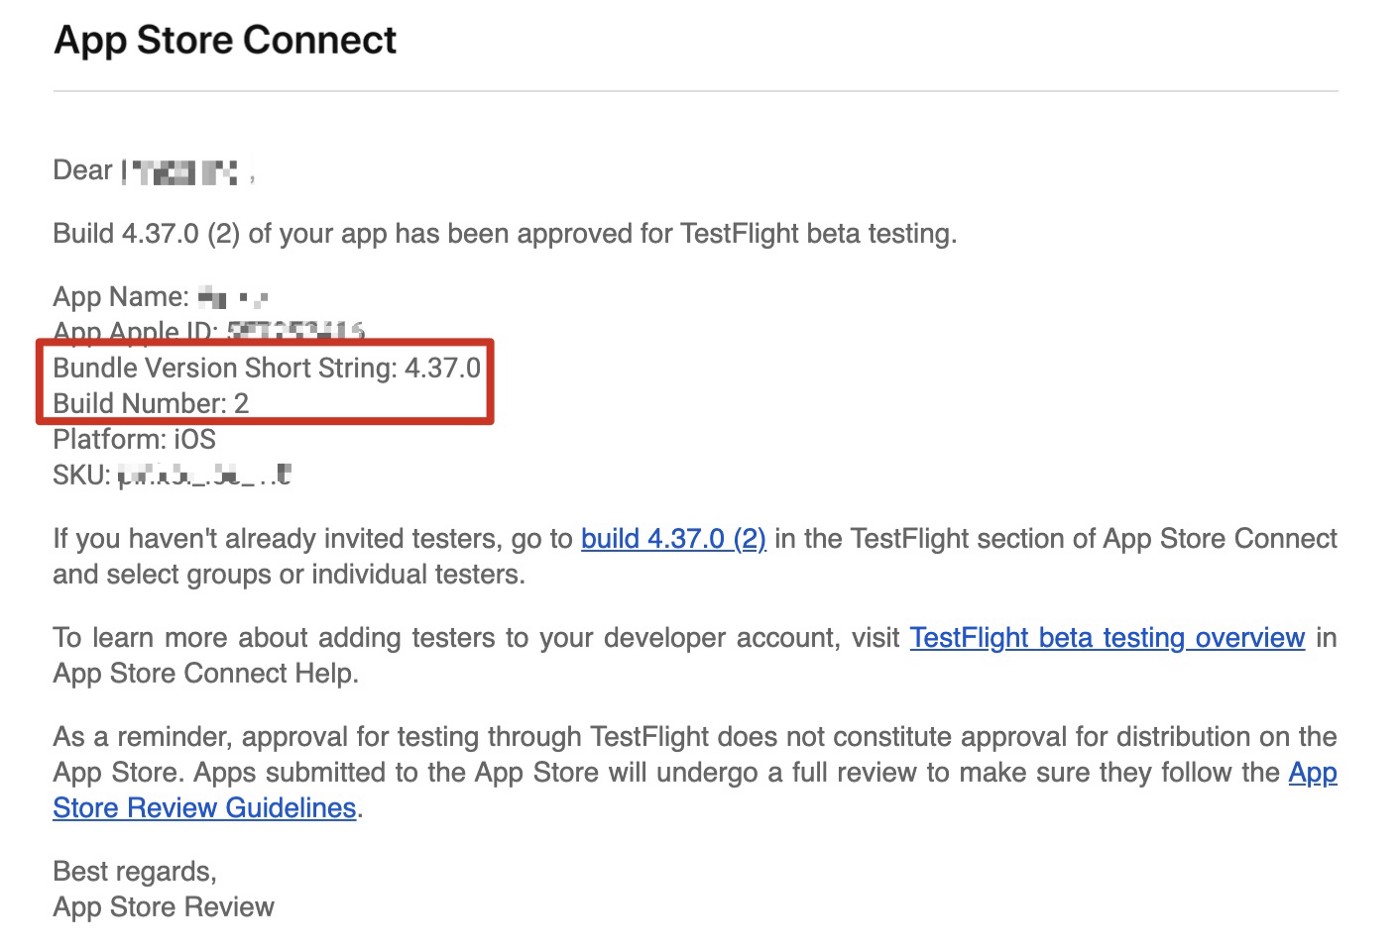 App Store Connect
Dear
Build 4.37.0 (2) of your app has been approved for TestFlight beta testing.
App Name:
App Apple ID:
Bundle Version Short String: 4.37.0
Build Number: 2
Platform: iOS
SKU:
If you haven't already invited testers, go to build 4.37.0 (2) in the TestFlight section of App Store Connect
and select groups or individual testers.
To learn more about adding testers to your developer account, visit TestFlight beta testing overview in
App Store Connect Help.
As a reminder, approval for testing through TestFlight does not constitute approval for distribution on the
App Store. Apps submitted to the App Store will undergo a full review to make sure they follow the App
Store Review Guidelines.
Best regards,
App Store Review